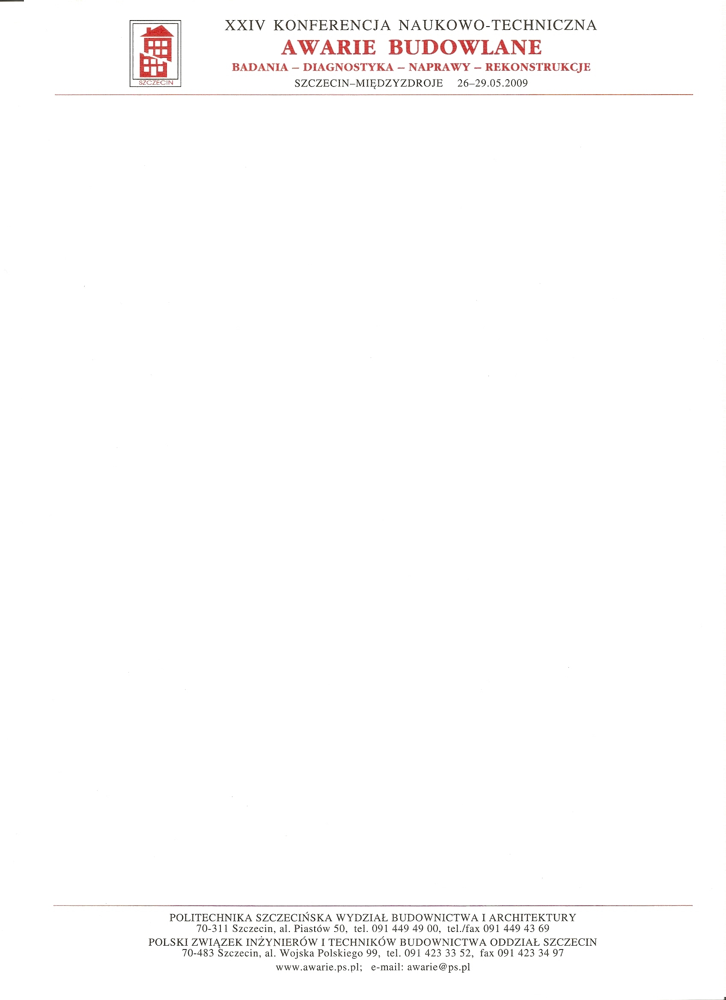 XXIV KONFERENCJA NAUKOWO-TECHNICZNA
AWARIE BUDOWLANE
BADANIA – DIAGNOSTYKA – NAPRAWY – REKONSTRUKCJE
SZCZECIN–MIĘDZYZDROJE 26–29.05.2009
SZCZECIN
POLITECHNIKA SZCZECIŃSKA WYDZIAŁ BUDOWNICTWA I ARCHITEKTURY
70-311 Szczecin, al. Piastów 50, tel. 091 449 49 00, tel./fax 091 449 43 69
POLSKI ZWIĄZEK INŻYNIERÓW I TECHNIKÓW BUDOWNICTWA ODDZIAŁ SZCZECIN
70-483 Szczecin, al. Wojska Polskiego 99, tel. 091 423 33 52, fax 091 423 34 97
www.awarie.ps.pl; e-mail: awarie@ps.pl